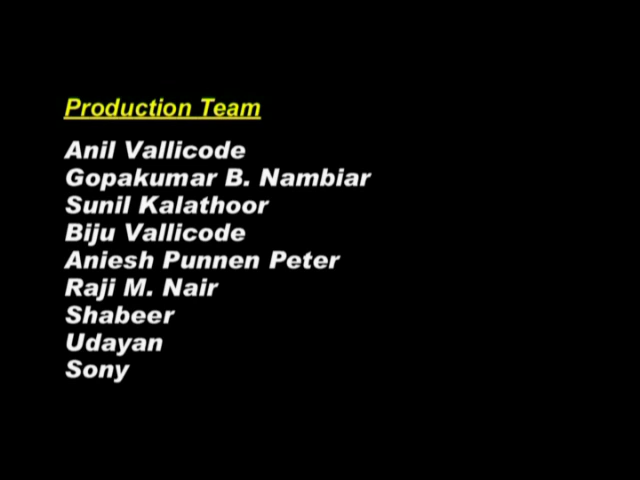 Production Team
Anil Vallicode
Gopakumar B. Nambiar
Sunil Kalathoor
Biju Vallicode
Aniesh Punnen Peter
Raji M. Nair
Shabeer
Udayan
Sony